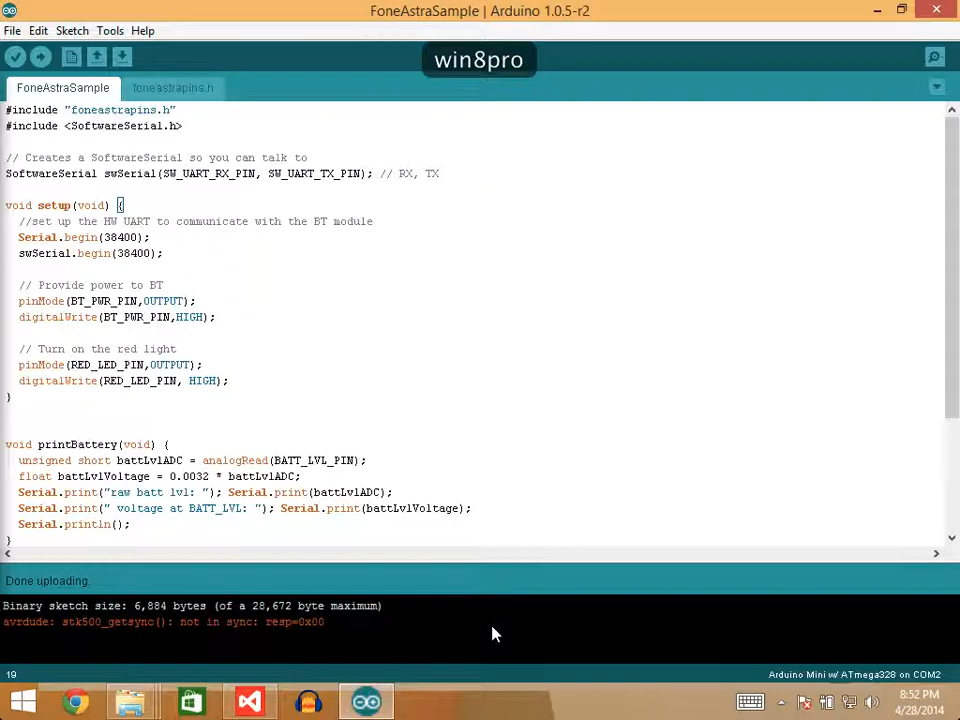 FoneAstraSample | Arduino 1.0.5-r2
File Edit Sketch Tools Help
win8pro
FoneAstraSample foneastrapins.h
#include "foneastrapins.h"
#include <SoftwareSerial.h>
// Creates a SoftwareSerial so you can talk to
SoftwareSerial swSerial(SW_UART_RX_PIN, SW_UART_TX_PIN); // RX, TX
void setup(void) {
//set up the HW UART to communicate with the BT module
Serial.begin(38400);
swSerial.begin(38400);
// Provide power to BT
pinMode(BT_PWR_PIN,OUTPUT);
digitalWrite(BT_PWR_PIN,HIGH);
// Turn on the red light
pinMode(RED_LED_PIN,OUTPUT);
digitalWrite(RED_LED_PIN, HIGH);
}
void printBattery(void) {
unsigned short battLvlADC = analogRead(BATT_LVL_PIN);
float battLvlVoltage = 0.0032 * battLvlADC;
Serial.print("raw batt lvl: "); Serial.print(battLvlADC);
Serial.print(" voltage at BATT_LVL: "); Serial.print(battLvlVoltage);
Serial.println();
}
Done uploading.
Binary sketch size: 6,884 bytes (of a 28,672 byte maximum)
avrdude: stk500_getsync(): not in sync: resp=0x00
19 Arduino Mini w/ ATmega328 on COM2
8:52 PM
4/28/2014